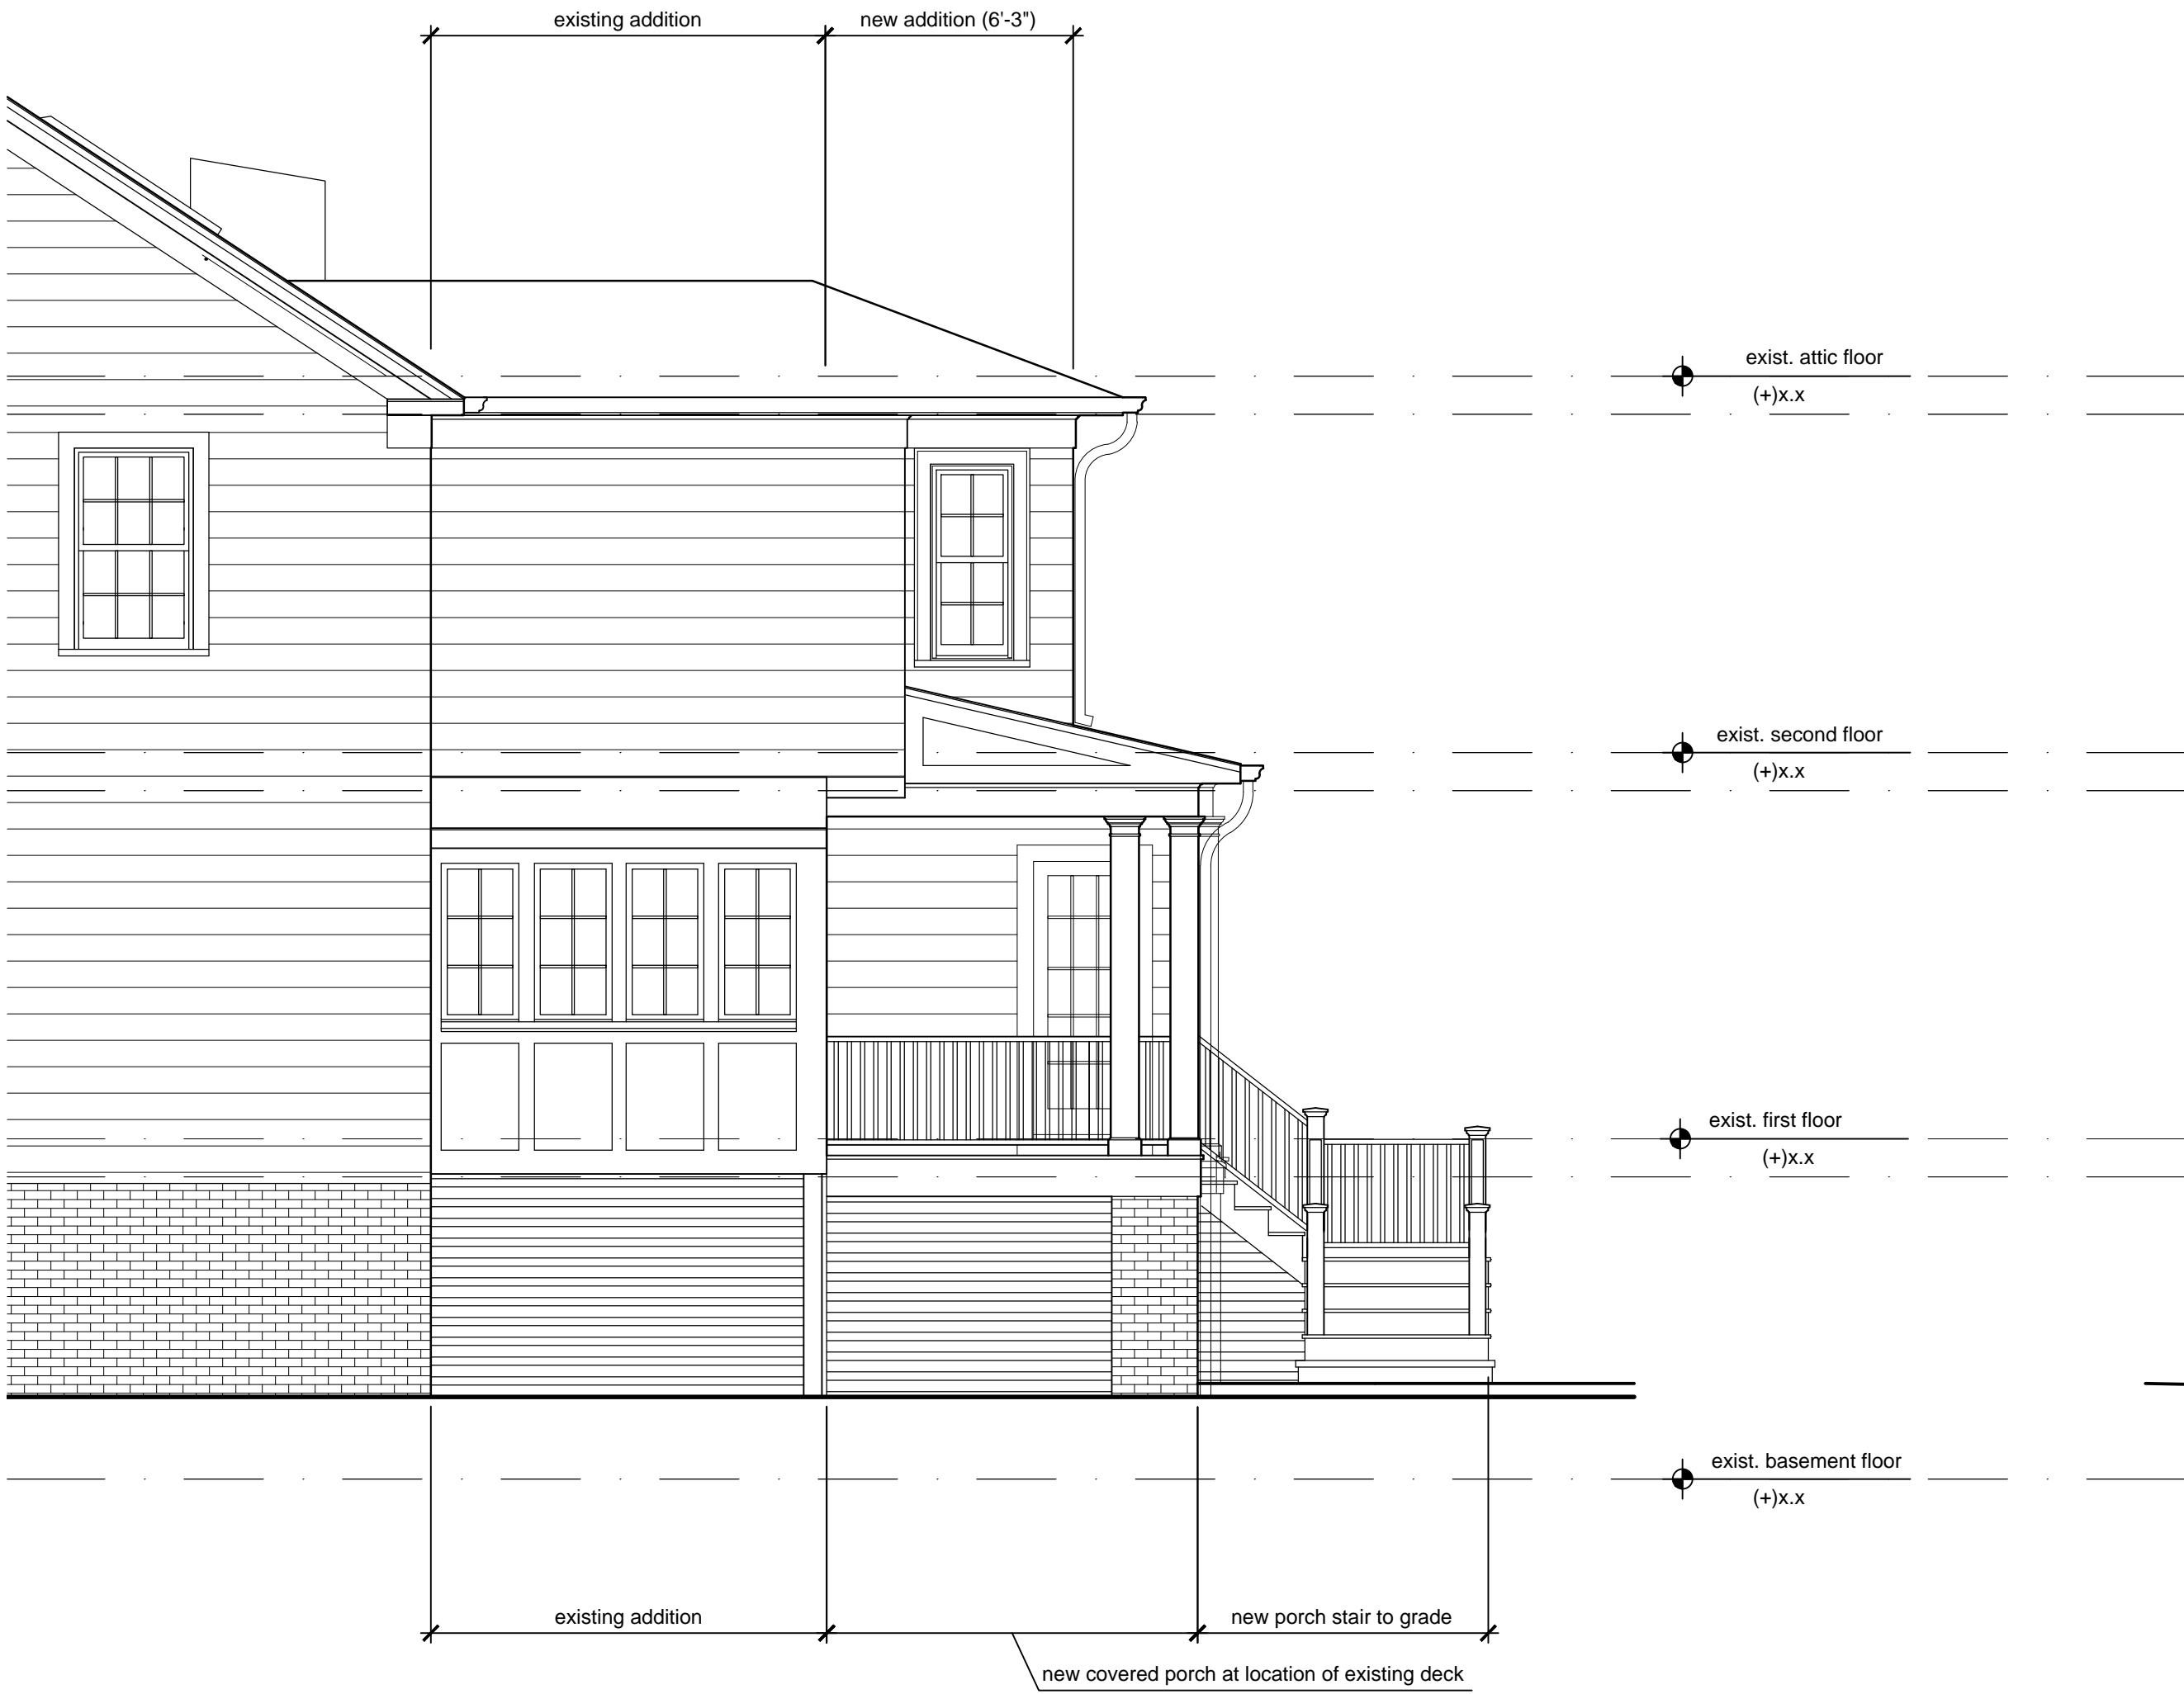 existing addition
new addition (6'-3")
exist. attic floor
(+)x.x
exist. second floor
(+)x.x
exist. first floor
(+)x.x
exist. basement floor
(+)x.x
existing addition
new porch stair to grade
new covered porch at location of existing deck